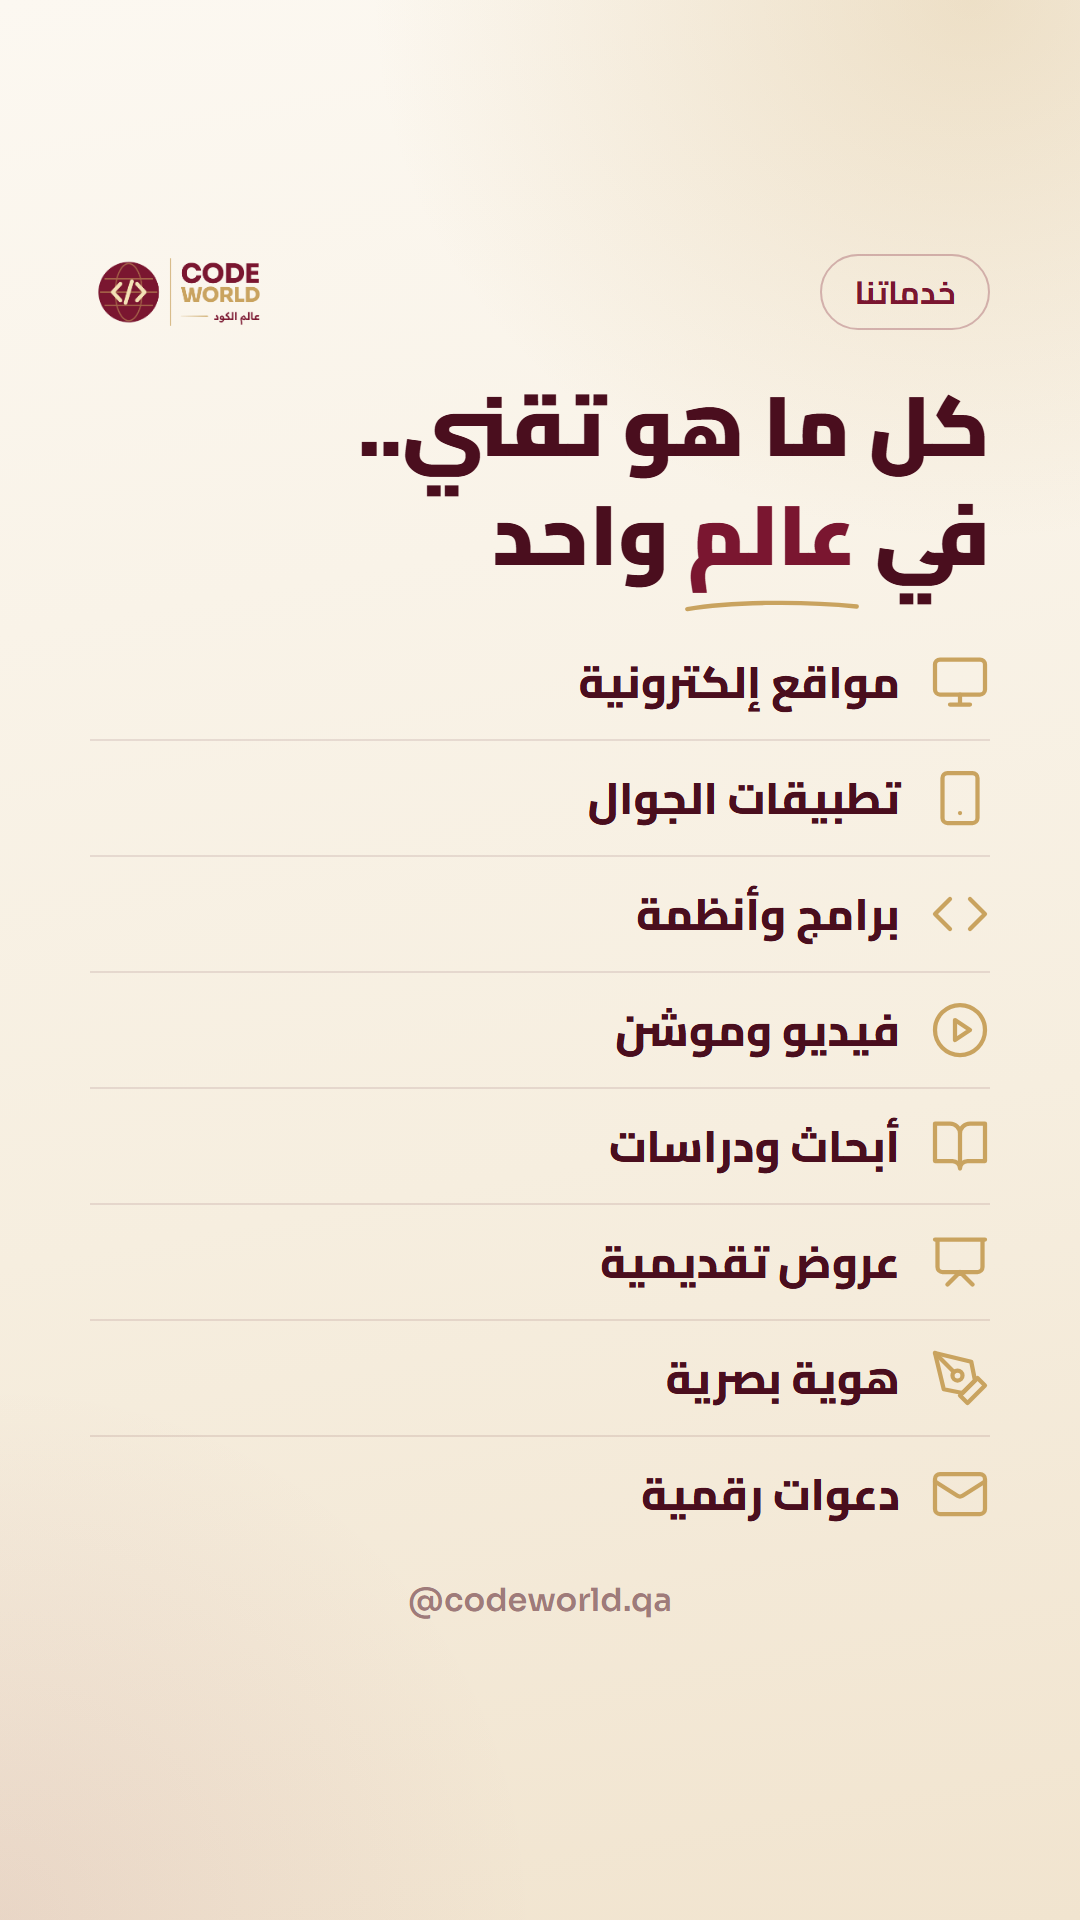 خدماتنا
CODE
WORLD
عالم الكود
كل ما هو تقني..
في عالم واحد
مواقع إلكترونية
تطبيقات الجوال
برامج وأنظمة
فيديو وموشن
أبحاث ودراسات
عروض تقديمية
هوية بصرية
دعوات رقمية
@codeworld.qa